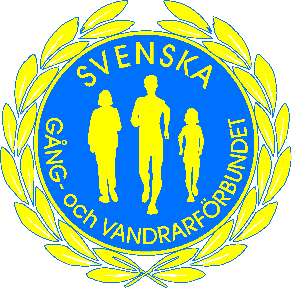 SVENSKA
GÅNG- och VANDRARFÖRBUNDET